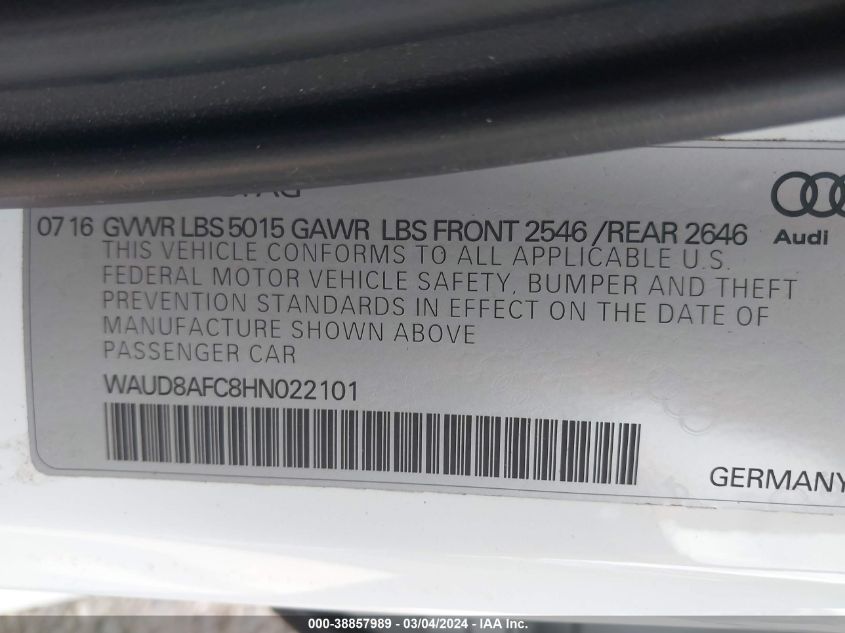 07 16 GVWR LBS 5015 GAWR LBS FRONT 2546 /REAR 2646
Audi
THIS VEHICLE CONFORMS TO ALL APPLICABLE U.S.
FEDERAL MOTOR VEHICLE SAFETY, BUMPER AND THEFT
PREVENTION STANDARDS IN EFFECT ON THE DATE OF
MANUFACTURE SHOWN ABOVE
PASSENGER CAR
WAUD8AFC8HN022101
GERMANY
000-38857989 - 03/04/2024 - IAA Inc.